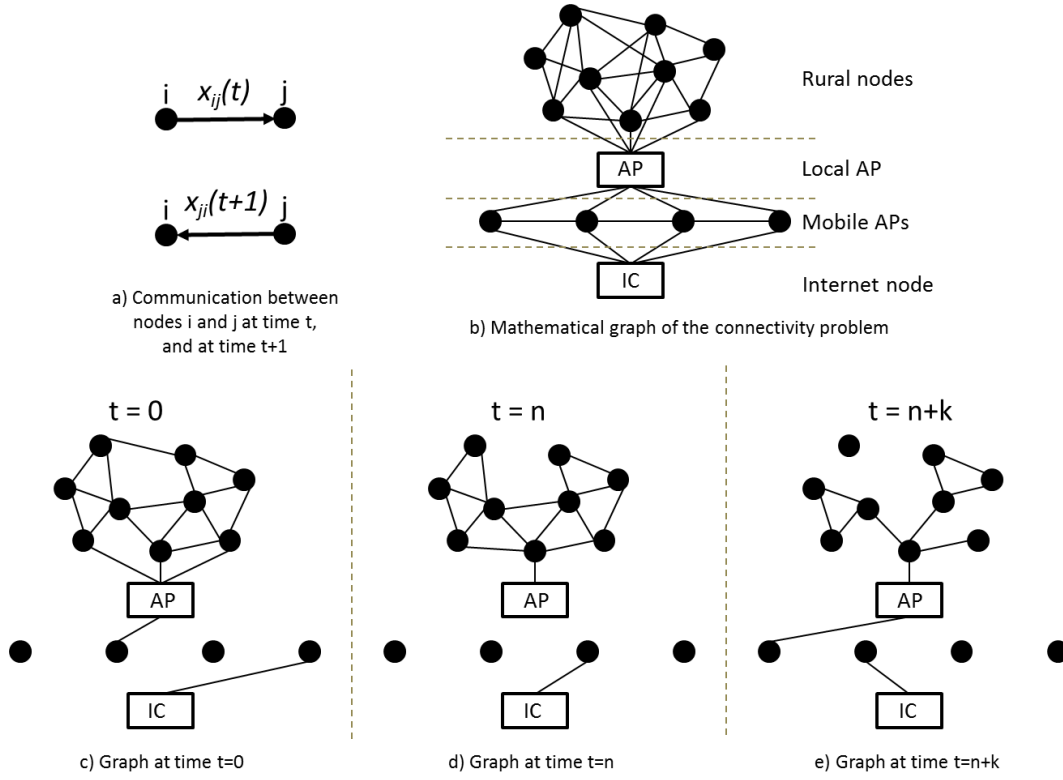 i
x_ij(t)
j
i
x_ji(t+1)
j
a) Communication between
nodes i and j at time t,
and at time t+1
Rural nodes
AP
Local AP
Mobile APs
IC
Internet node
b) Mathematical graph of the connectivity problem
t = 0
AP
IC
c) Graph at time t=0
t = n
AP
IC
d) Graph at time t=n
t = n+k
AP
IC
e) Graph at time t=n+k